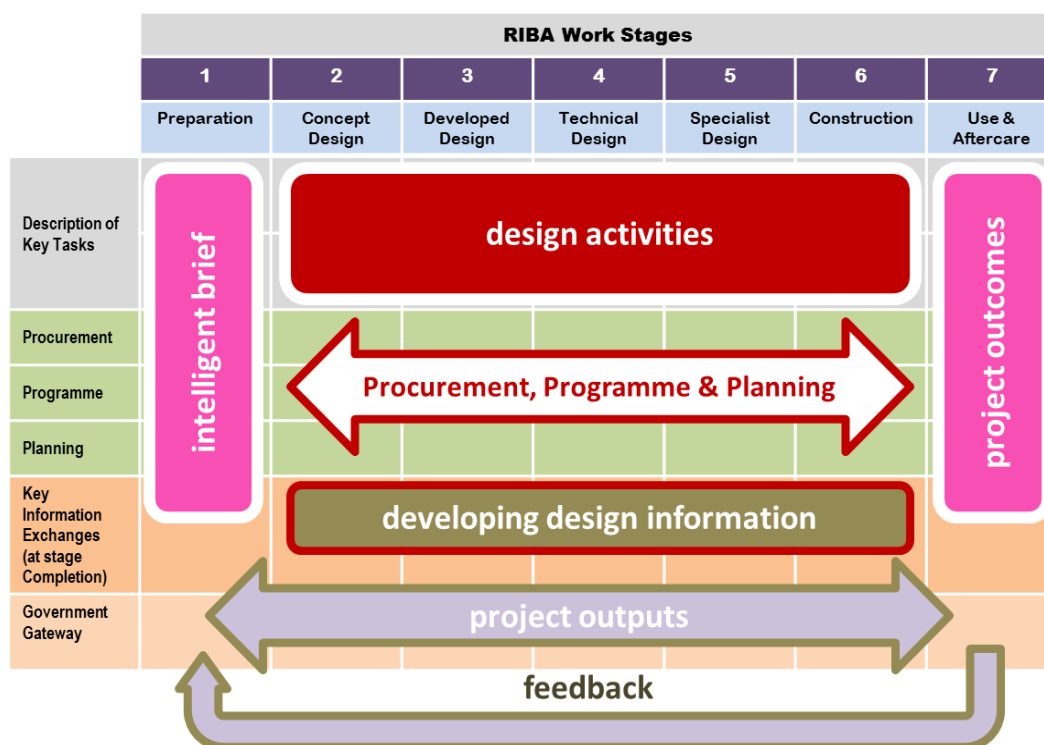 RIBA Work Stages
1 2 3 4 5 6 7
Preparation
Concept
Design
Developed
Design
Technical
Design
Specialist
Design
Construction
Use &
Aftercare
Description of
Key Tasks
intelligent brief
design activities
project outcomes
Procurement
Programme
Procurement, Programme & Planning
Planning
Key
Information
Exchanges
(at stage
Completion)
developing design information
Government
Gateway
project outputs
feedback